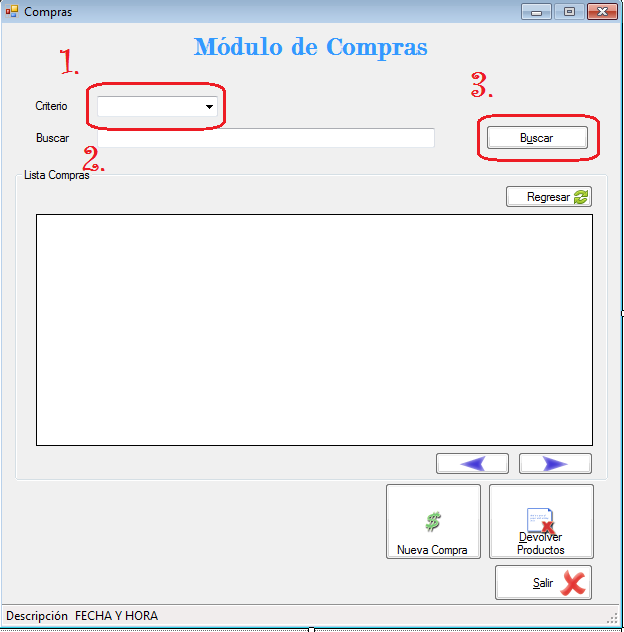 Compras
Módulo de Compras
1.
3.
Criterio
Buscar
Buscar
2.
Lista Compras
Regresar
$
Nueva Compra
Devolver
Productos
Salir
Descripción FECHA Y HORA